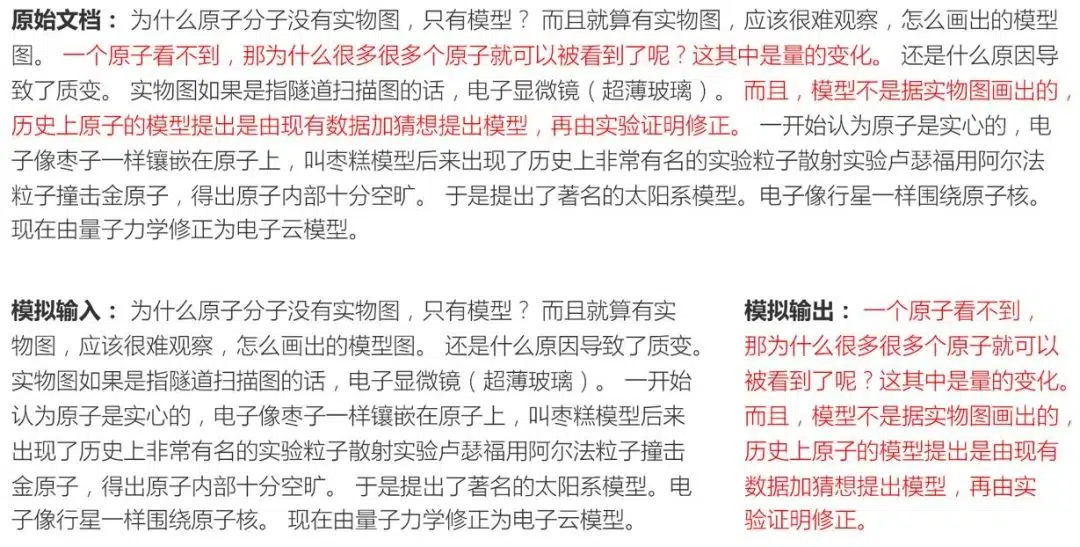 原始文档： 为什么原子分子没有实物图，只有模型？ 而且就算有实物图，应该很难观察，怎么画出的模型
图。 一个原子看不到，那为什么很多很多个原子就可以被看到了呢？这其中是量的变化。 还是什么原因导
致了质变。 实物图如果是指隧道扫描图的话，电子显微镜（超薄玻璃）。 而且，模型不是据实物图画出的，
历史上原子的模型提出是由现有数据加猜想提出模型，再由实验证明修正。 一开始认为原子是实心的，电
子像枣子一样镶嵌在原子上，叫枣糕模型后来出现了历史上非常有名的实验粒子散射实验卢瑟福用阿尔法
粒子撞击金原子，得出原子内部十分空旷。 于是提出了著名的太阳系模型。电子像行星一样围绕原子核。
现在由量子力学修正为电子云模型。
模拟输入： 为什么原子分子没有实物图，只有模型？ 而且就算有实
物图，应该很难观察，怎么画出的模型图。 还是什么原因导致了质变。
实物图如果是指隧道扫描图的话，电子显微镜（超薄玻璃）。 一开始
认为原子是实心的，电子像枣子一样镶嵌在原子上，叫枣糕模型后来
出现了历史上非常有名的实验粒子散射实验卢瑟福用阿尔法粒子撞击
金原子，得出原子内部十分空旷。 于是提出了著名的太阳系模型。电
子像行星一样围绕原子核。 现在由量子力学修正为电子云模型。
模拟输出： 一个原子看不到，
那为什么很多很多个原子就可以
被看到了呢？这其中是量的变化。
而且，模型不是据实物图画出的，
历史上原子的模型提出是由现有
数据加猜想提出模型，再由实
验证明修正。